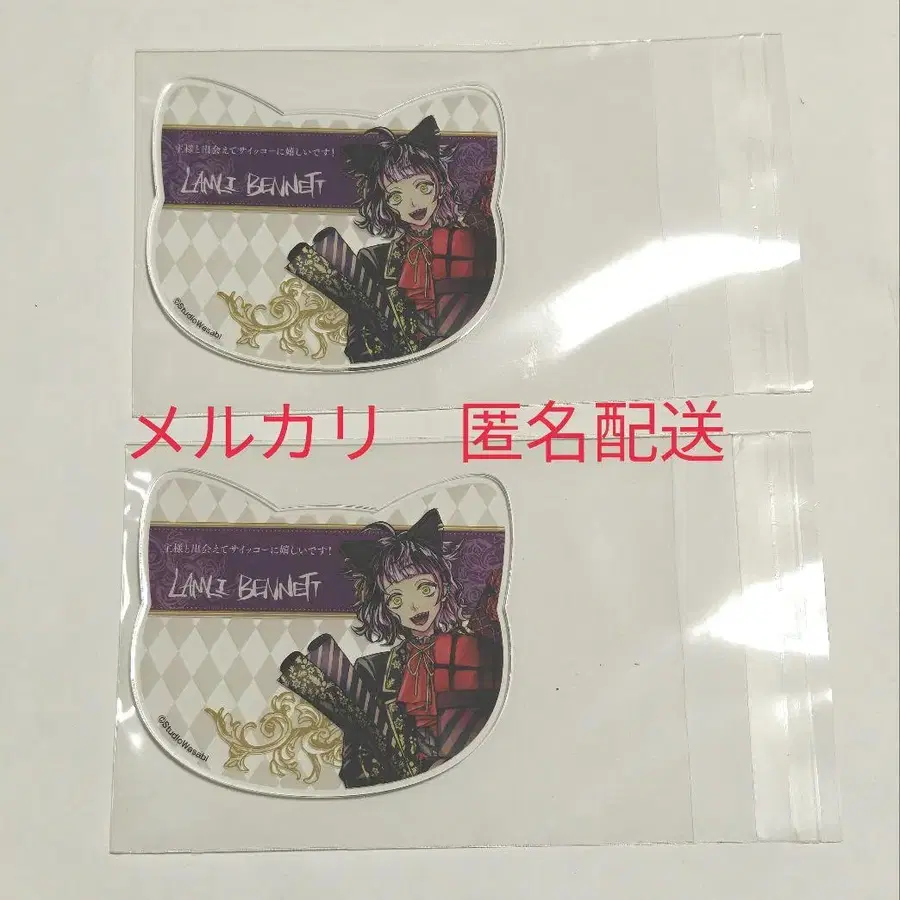 王様と出会えてサイッコーに嬉しいです!
LAMLI BENNETT
©StudioWasabi
メルカリ 匿名配送
王様と出会えてサイッコーに嬉しいです!
LAMLI BENNETT
©StudioWasabi